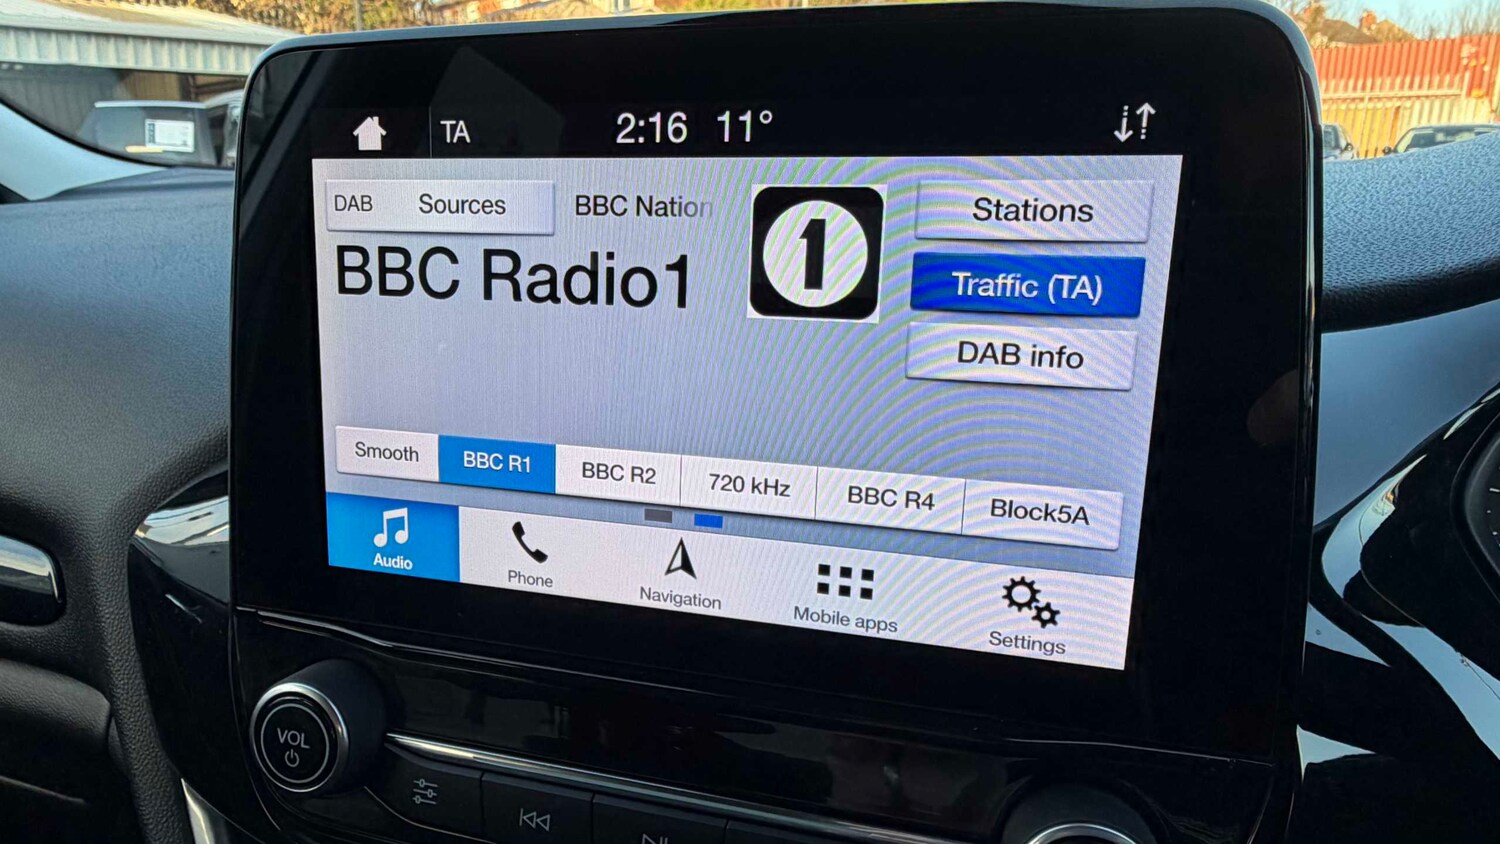 TA 2:16 11°
DAB Sources BBC Nation
1
Stations
BBC Radio1
Traffic (TA)
DAB info
Smooth BBC R1 BBC R2 720 kHz BBC R4 Block5A
Audio Phone Navigation Mobile apps Settings
VOL